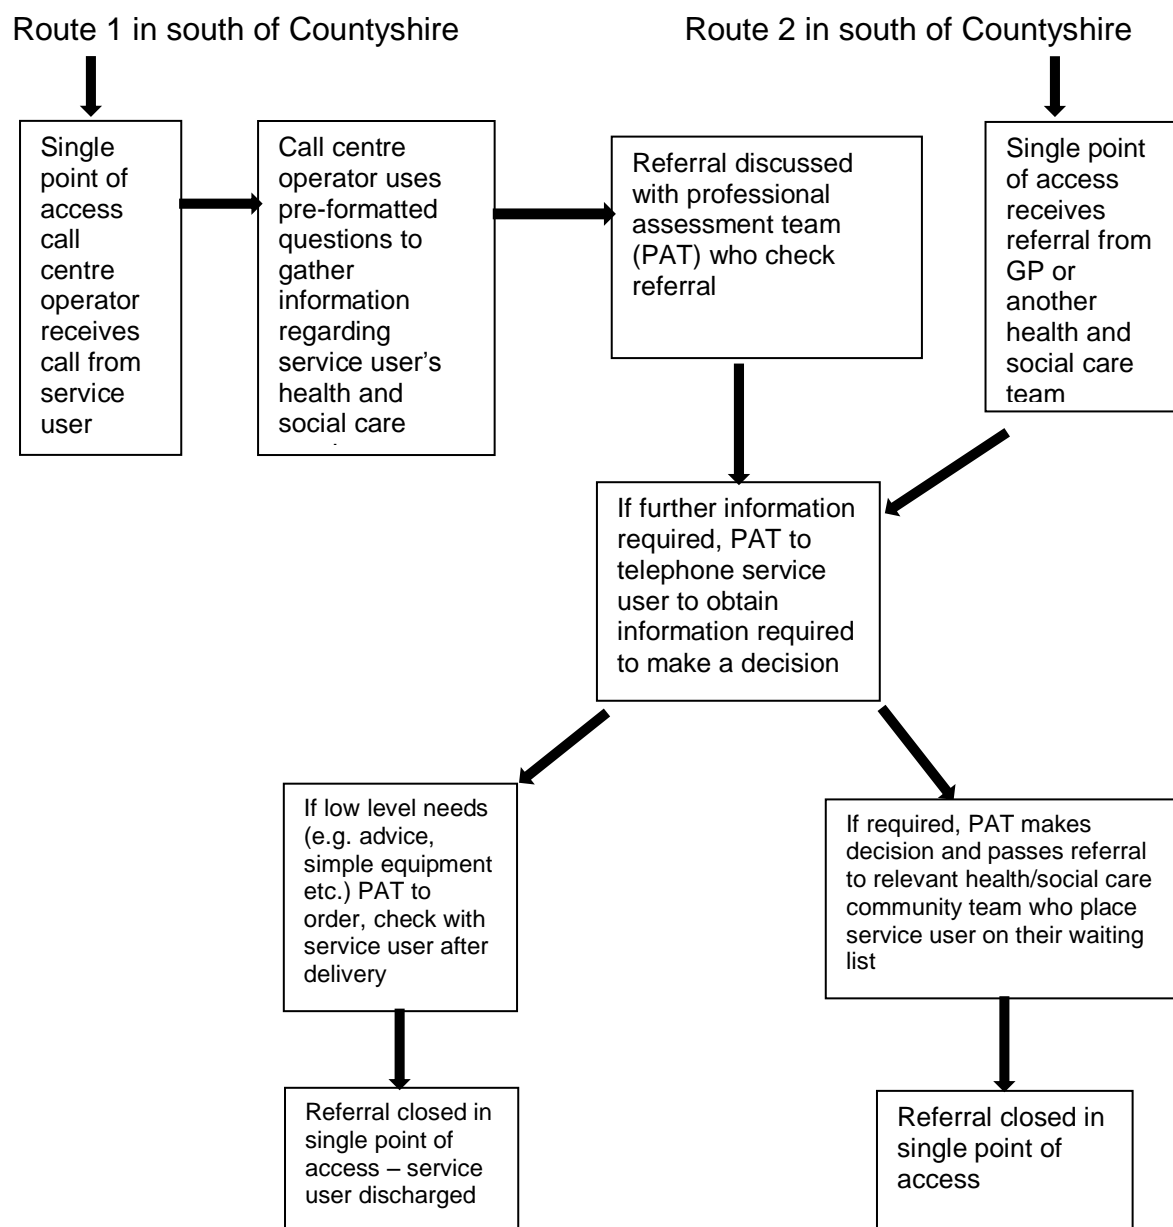 Route 1 in south of Countyshire
Route 2 in south of Countyshire
Single
point of
access
call
centre
operator
receives
call from
service
user
Call centre
operator uses
pre-formatted
questions to
gather
information
regarding
service user’s
health and
social care
Referral discussed
with professional
assessment team
(PAT) who check
referral
Single point
of access
receives
referral from
GP or
another
health and
social care
team
If further information
required, PAT to
telephone service
user to obtain
information required
to make a decision
If low level needs
(e.g. advice,
simple equipment
etc.) PAT to
order, check with
service user after
delivery
If required, PAT makes
decision and passes referral
to relevant health/social care
community team who place
service user on their waiting
list
Referral closed in
single point of
access – service
user discharged
Referral closed in
single point of
access